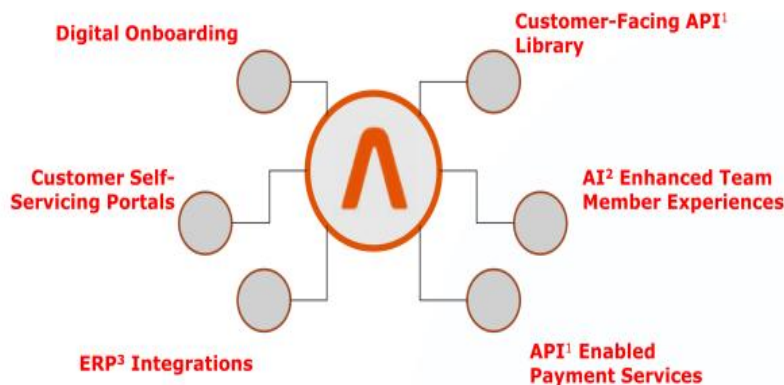 Digital Onboarding
Customer-Facing API¹
Library
Customer Self-
Servicing Portals
AI² Enhanced Team
Member Experiences
ERP³ Integrations
API¹ Enabled
Payment Services